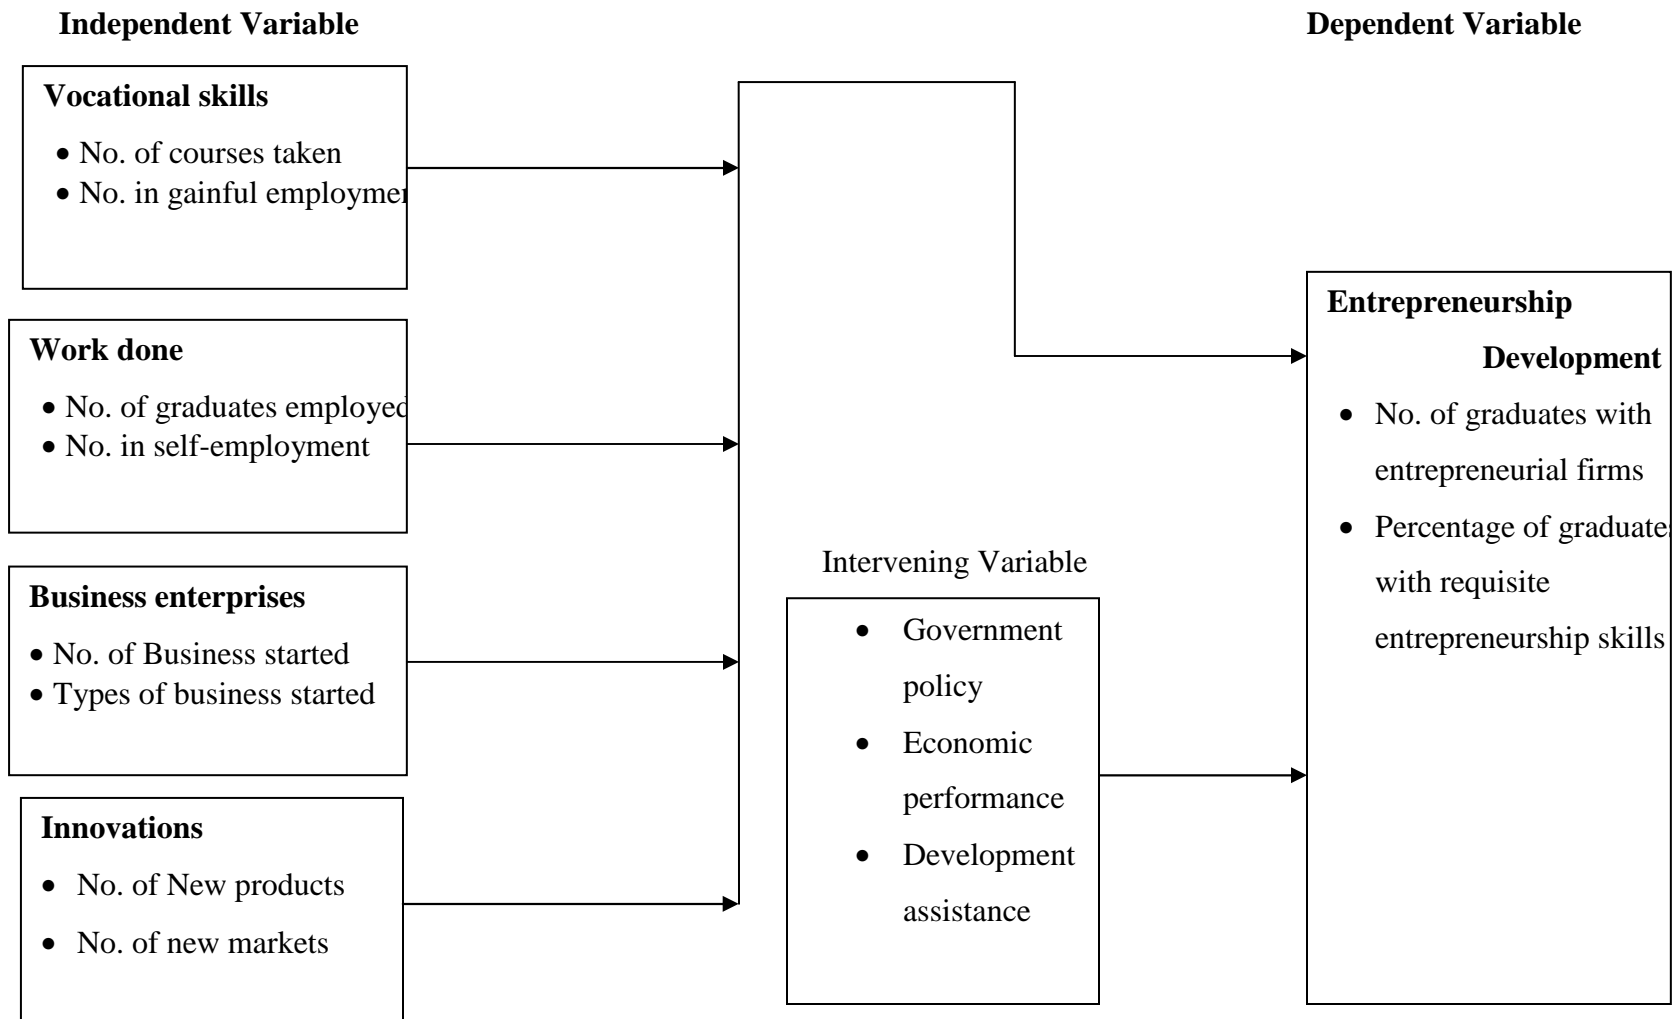 Independent Variable
Dependent Variable
Vocational skills
• No. of courses taken
• No. in gainful employmen
Work done
• No. of graduates employed
• No. in self-employment
Business enterprises
• No. of Business started
• Types of business started
Innovations
• No. of New products
• No. of new markets
Intervening Variable
• Government
policy
• Economic
performance
• Development
assistance
Entrepreneurship
Development
• No. of graduates with
entrepreneurial firms
• Percentage of graduates
with requisite
entrepreneurship skills